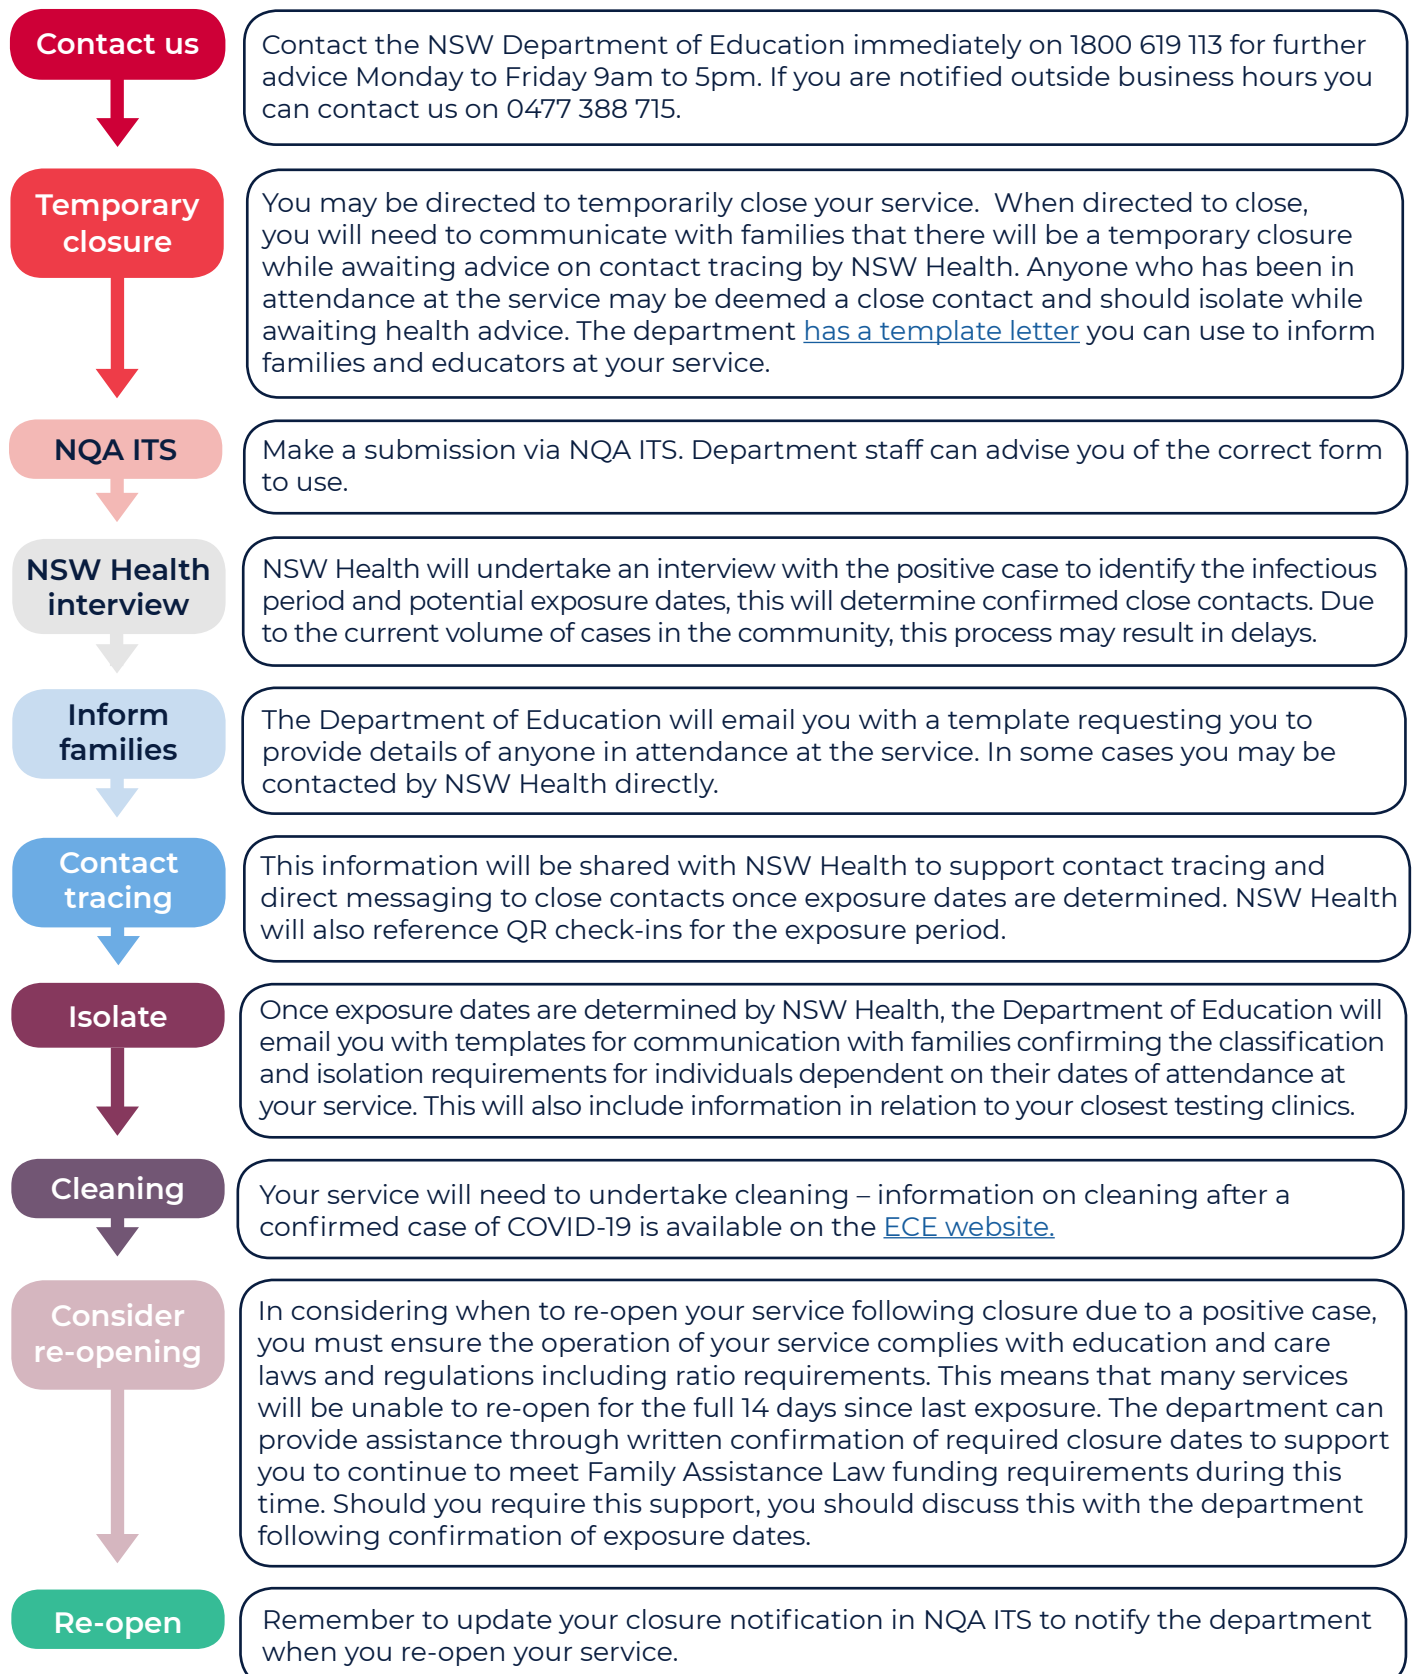 Contact us
Contact the NSW Department of Education immediately on 1800 619 113 for further
advice Monday to Friday 9am to 5pm. If you are notified outside business hours you
can contact us on 0477 388 715.
Temporary
closure
You may be directed to temporarily close your service.  When directed to close,
you will need to communicate with families that there will be a temporary closure
while awaiting advice on contact tracing by NSW Health. Anyone who has been in
attendance at the service may be deemed a close contact and should isolate while
awaiting health advice. The department has a template letter you can use to inform
families and educators at your service.
NQA ITS
Make a submission via NQA ITS. Department staff can advise you of the correct form
to use.
NSW Health
interview
NSW Health will undertake an interview with the positive case to identify the infectious
period and potential exposure dates, this will determine confirmed close contacts. Due
to the current volume of cases in the community, this process may result in delays.
Inform
families
The Department of Education will email you with a template requesting you to
provide details of anyone in attendance at the service. In some cases you may be
contacted by NSW Health directly.
Contact
tracing
This information will be shared with NSW Health to support contact tracing and
direct messaging to close contacts once exposure dates are determined. NSW Health
will also reference QR check-ins for the exposure period.
Isolate
Once exposure dates are determined by NSW Health, the Department of Education will
email you with templates for communication with families confirming the classification
and isolation requirements for individuals dependent on their dates of attendance at
your service. This will also include information in relation to your closest testing clinics.
Cleaning
Your service will need to undertake cleaning – information on cleaning after a
confirmed case of COVID-19 is available on the ECE website.
Consider
re-opening
In considering when to re-open your service following closure due to a positive case,
you must ensure the operation of your service complies with education and care
laws and regulations including ratio requirements. This means that many services
will be unable to re-open for the full 14 days since last exposure. The department can
provide assistance through written confirmation of required closure dates to support
you to continue to meet Family Assistance Law funding requirements during this
time. Should you require this support, you should discuss this with the department
following confirmation of exposure dates.
Re-open
Remember to update your closure notification in NQA ITS to notify the department
when you re-open your service.